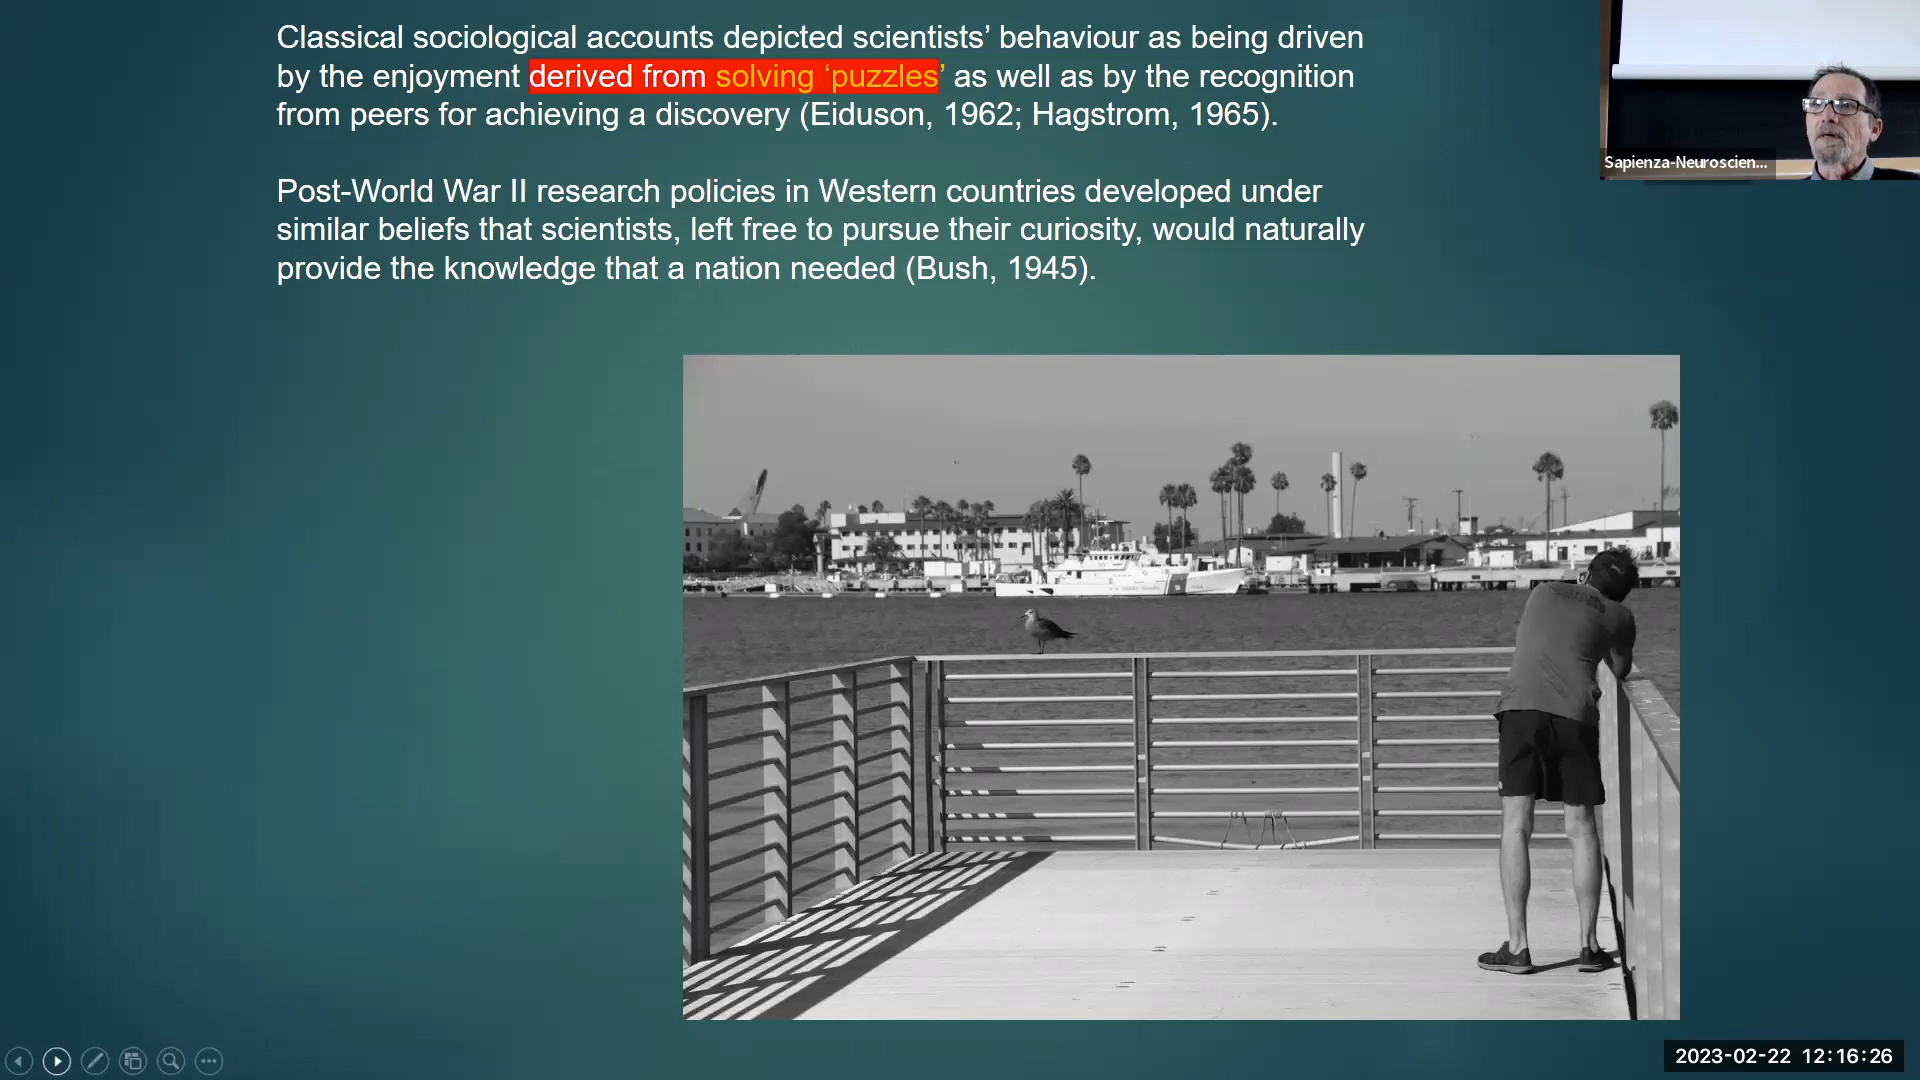 Classical sociological accounts depicted scientists’ behaviour as being driven
by the enjoyment derived from solving ‘puzzles’ as well as by the recognition
from peers for achieving a discovery (Eiduson, 1962; Hagstrom, 1965).
Post-World War II research policies in Western countries developed under
similar beliefs that scientists, left free to pursue their curiosity, would naturally
provide the knowledge that a nation needed (Bush, 1945).
Sapienza-Neuroscien...
2023-02-22 12:16:26